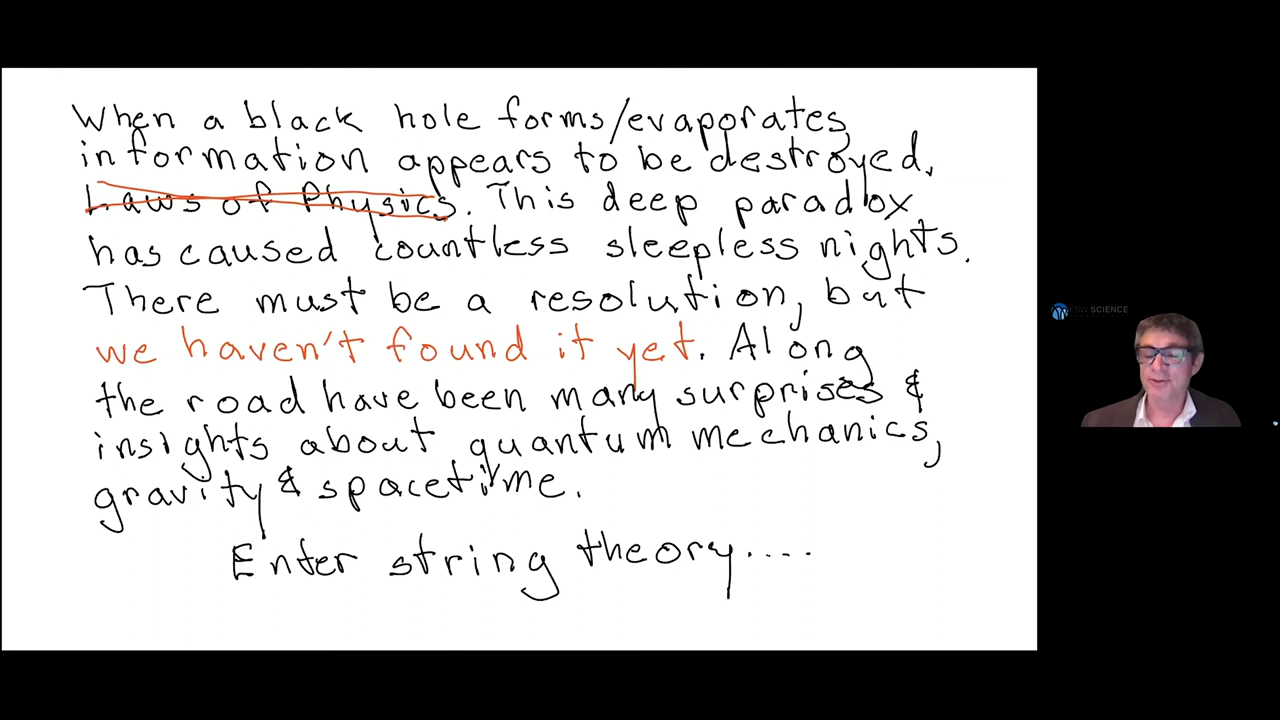 When a black hole forms/evaporates
information appears to be destroyed.
Laws of Physics. This deep paradox
has caused countless sleepless nights.
There must be a resolution, but
we haven't found it yet. Along
the road have been many surprises &
insights about quantum mechanics,
gravity & spacetime.
Enter string theory....
PSW SCIENCE